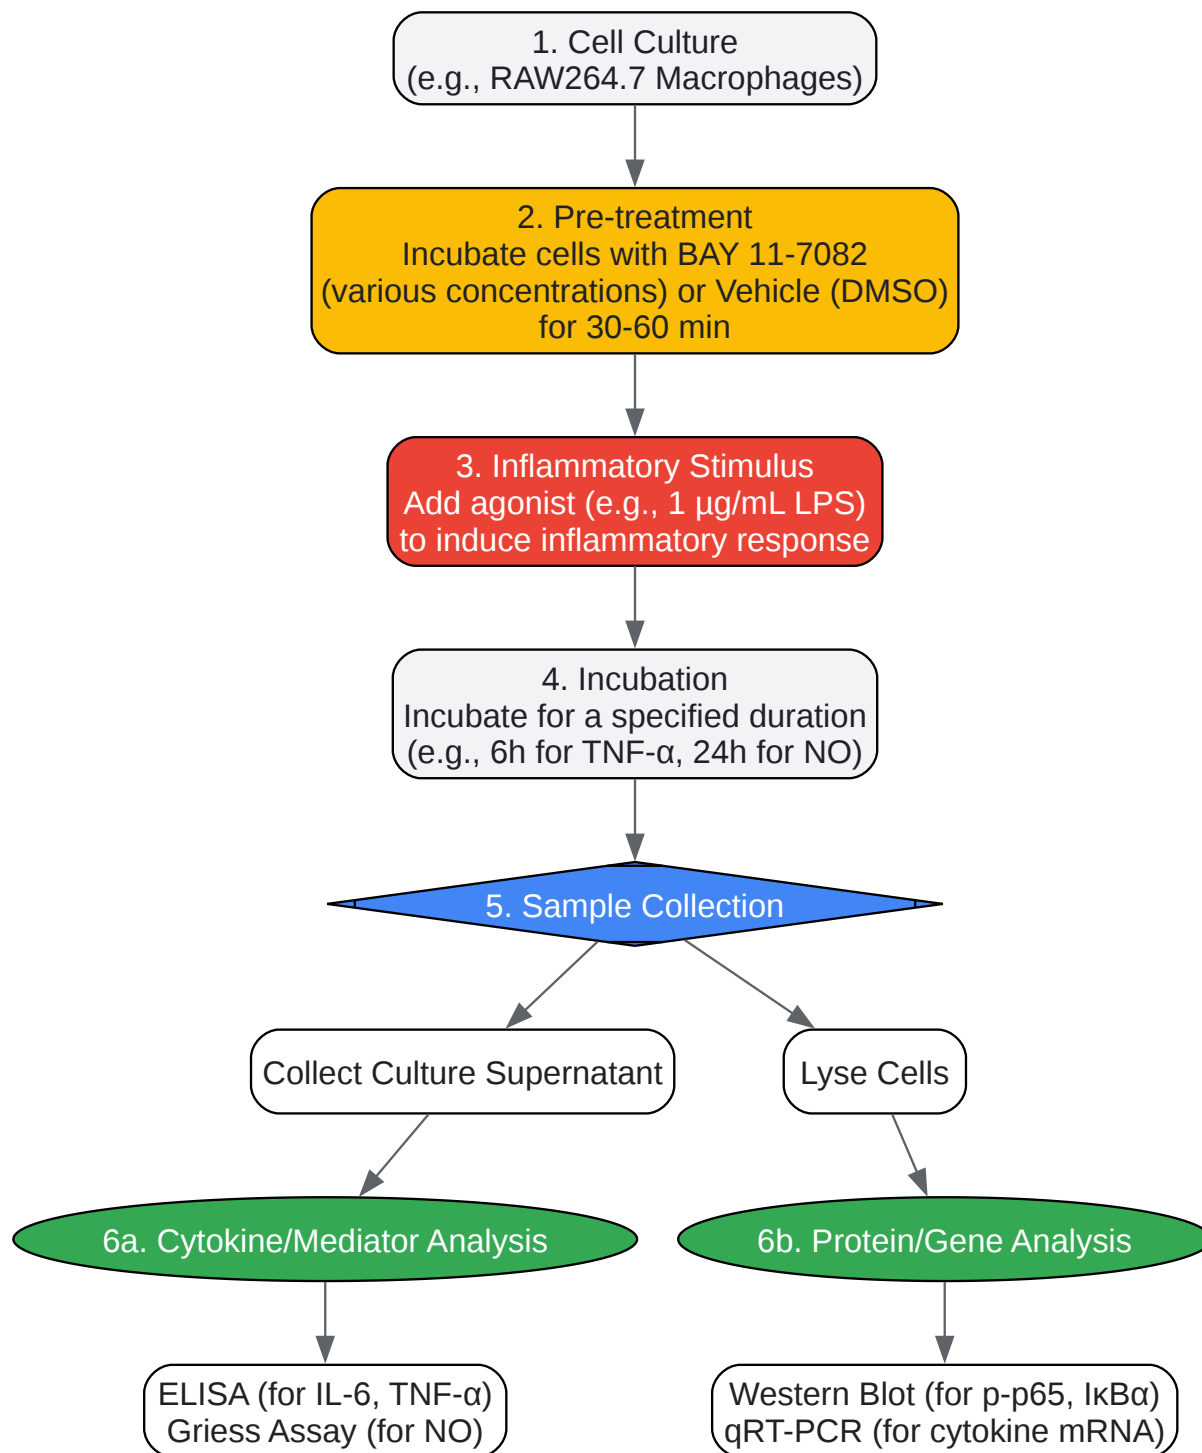 1. Cell Culture
(e.g., RAW264.7 Macrophages)
2. Pre-treatment
Incubate cells with BAY 11-7082
(various concentrations) or Vehicle (DMSO)
for 30-60 min
3. Inflammatory Stimulus
Add agonist (e.g., 1 µg/mL LPS)
to induce inflammatory response
4. Incubation
Incubate for a specified duration
(e.g., 6h for TNF-α, 24h for NO)
5. Sample Collection
Collect Culture Supernatant
Lyse Cells
6a. Cytokine/Mediator Analysis
6b. Protein/Gene Analysis
ELISA (for IL-6, TNF-α)
Griess Assay (for NO)
Western Blot (for p-p65, IκBα)
qRT-PCR (for cytokine mRNA)